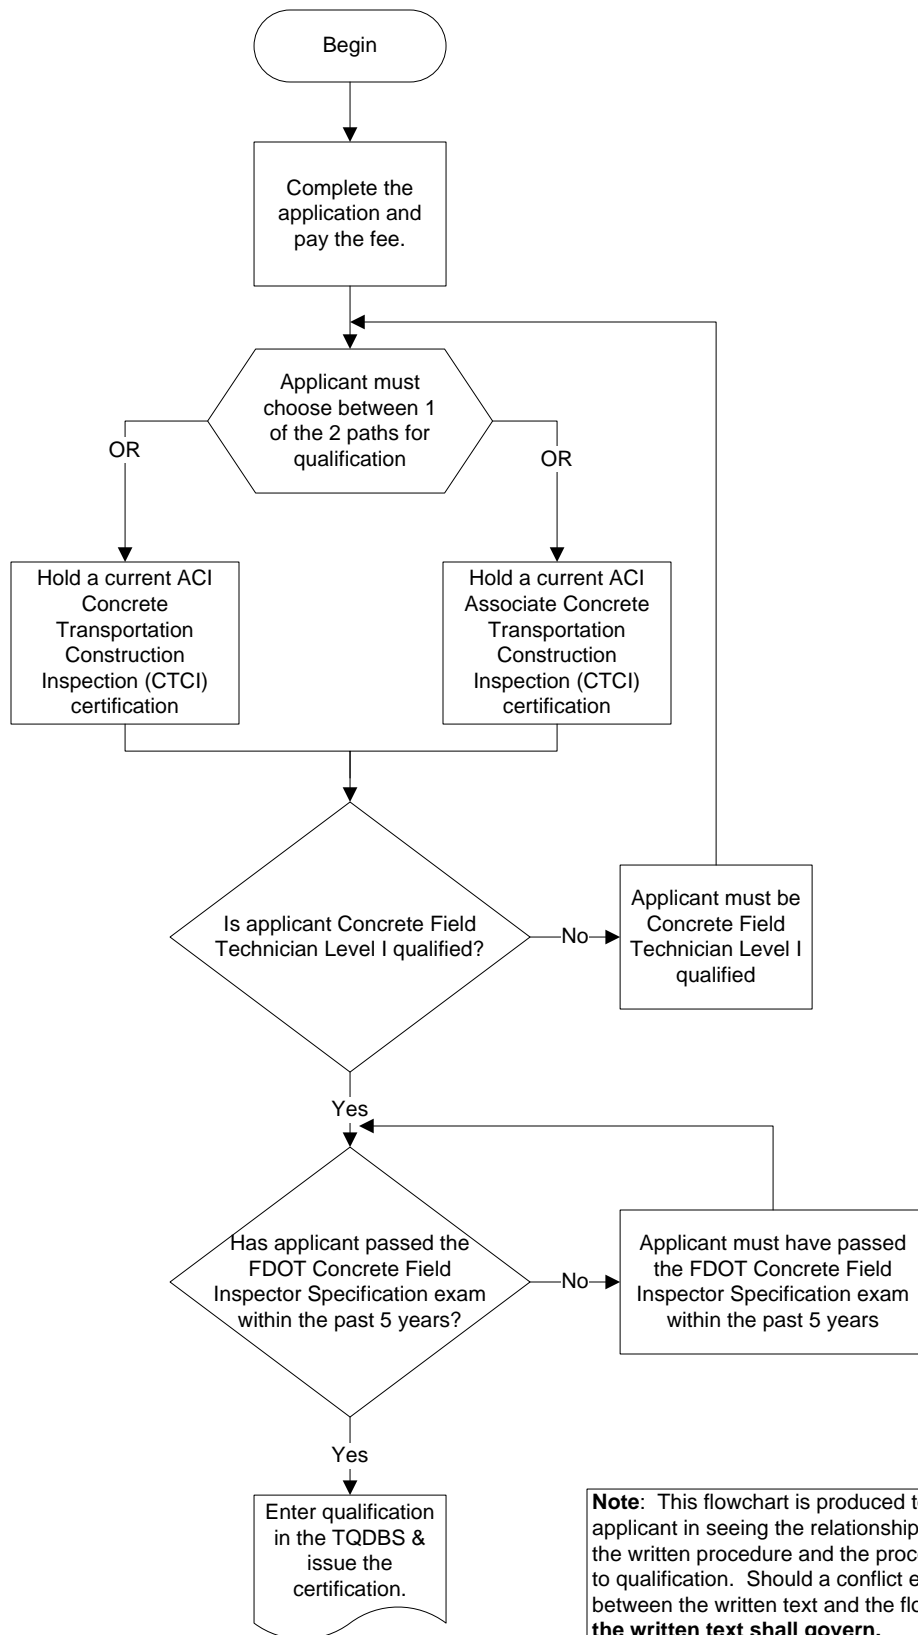 Begin
Complete the
application and
pay the fee.
Applicant must
choose between 1
of the 2 paths for
qualification
OR
OR
Hold a current ACI
Concrete
Transportation
Construction
Inspection (CTCI)
certification
Hold a current ACI
Associate Concrete
Transportation
Construction
Inspection (CTCI)
certification
Is applicant Concrete Field
Technician Level I qualified?
No
Applicant must be
Concrete Field
Technician Level I
qualified
Yes
Has applicant passed the
FDOT Concrete Field
Inspector Specification exam
within the past 5 years?
No
Applicant must have passed
the FDOT Concrete Field
Inspector Specification exam
within the past 5 years
Yes
Enter qualification
in the TQDBS &
issue the
certification.
Note: This flowchart is produced
applicant in seeing the relationship
the written procedure and the
to qualification. Should a conflict
between the written text and the
the written text shall govern.